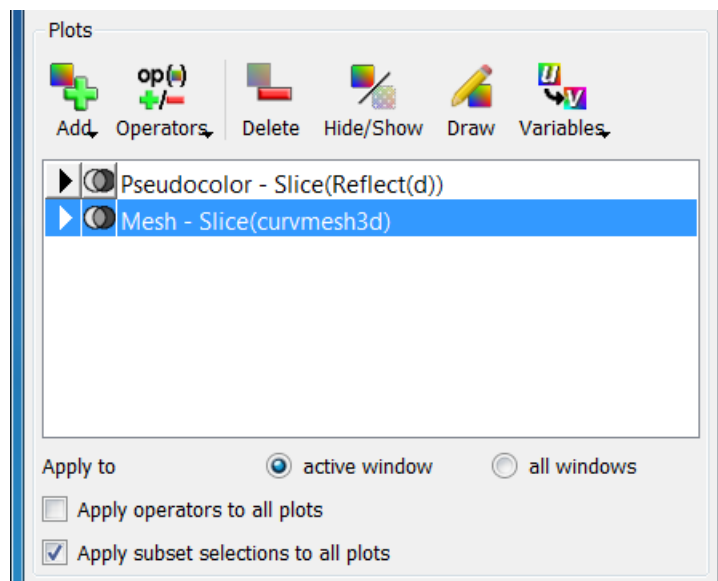 Plots
op( ) +/-
Add Operators Delete Hide/Show Draw Variables
u v
Pseudocolor - Slice(Reflect(d))
Mesh - Slice(curvmesh3d)
Apply to active window all windows
Apply operators to all plots
Apply subset selections to all plots